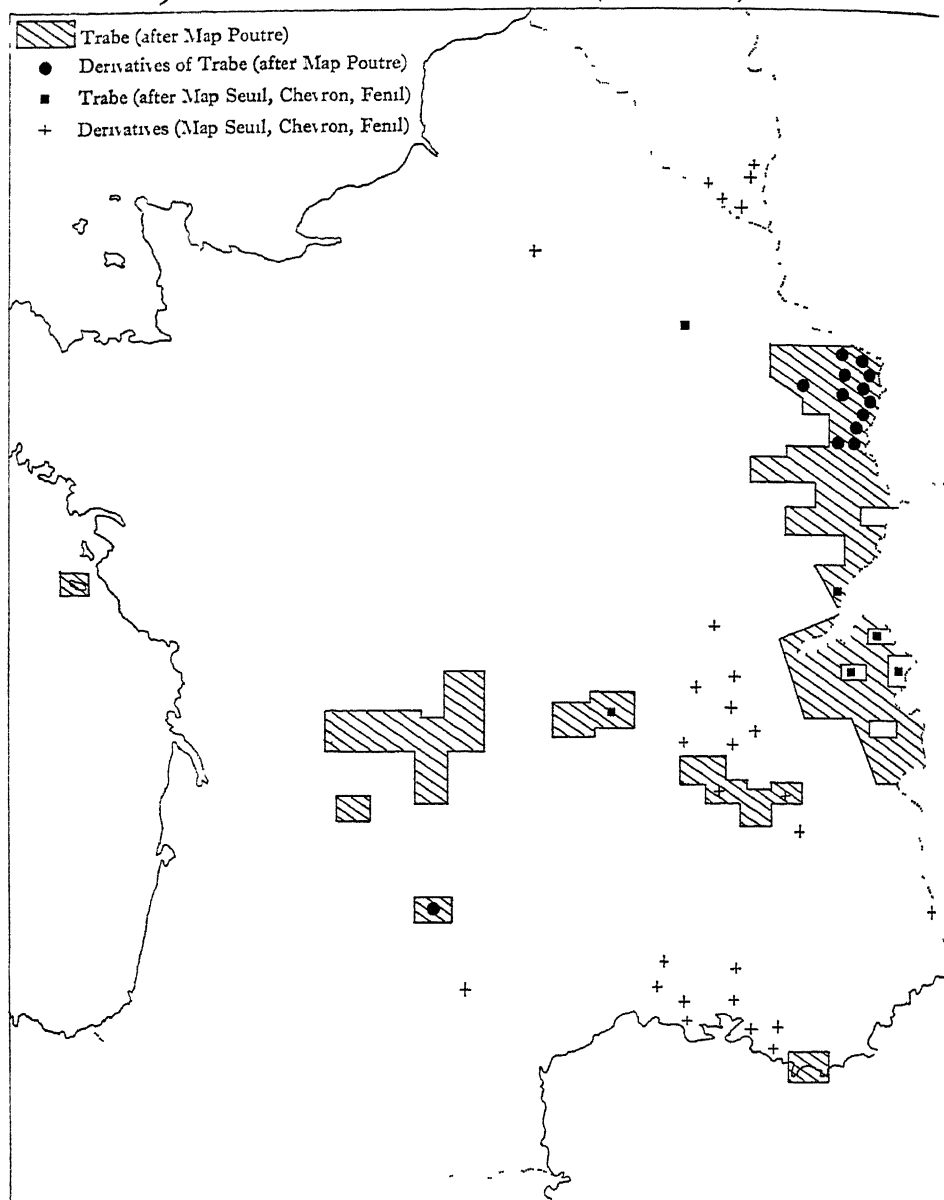 Trabe (after Map Poutre)
Derivatives of Trabe (after Map Poutre)
Trabe (after Map Seuil, Chevron, Fenil)
Derivatives (Map Seuil, Chevron, Fenil)